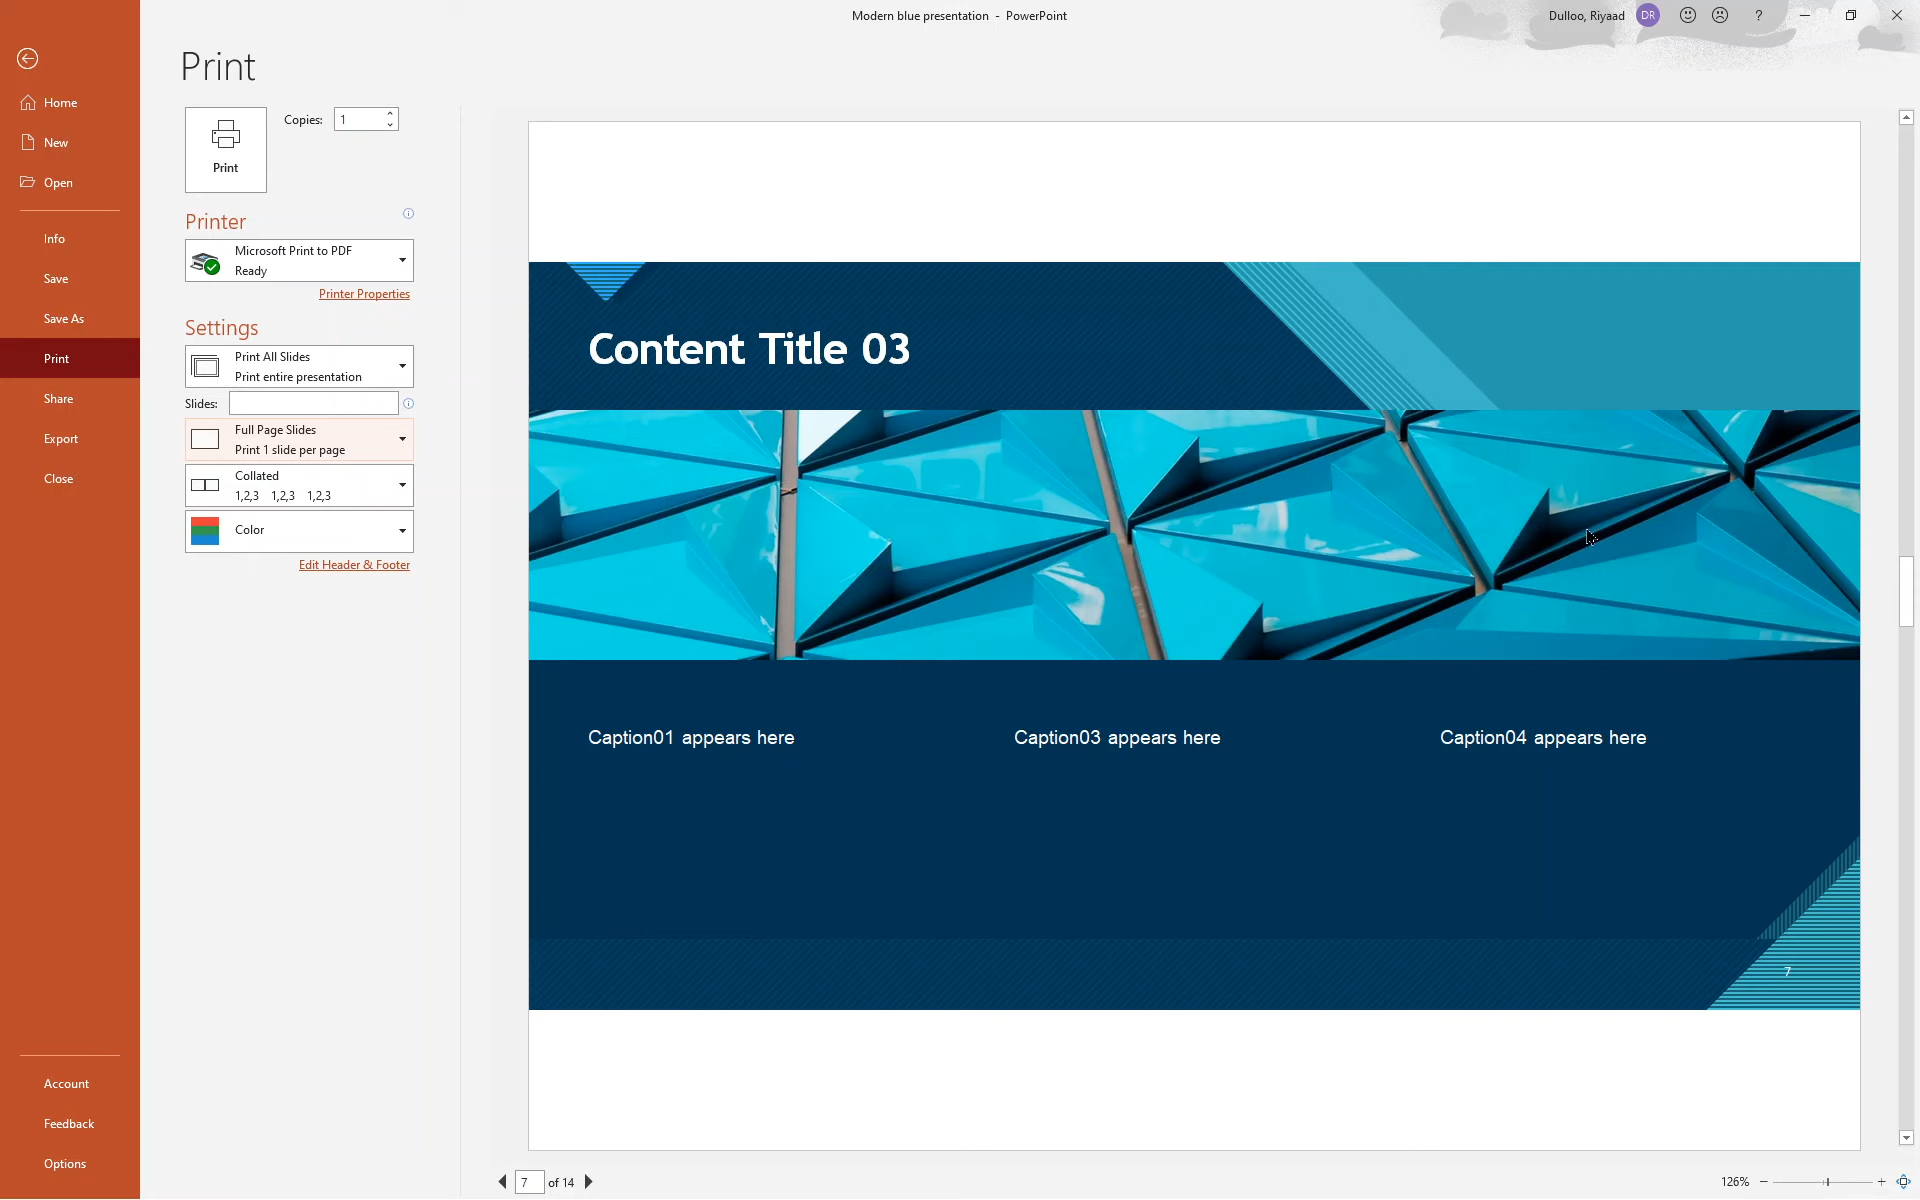 Modern blue presentation - PowerPoint
Dulloo, Riyaad
DR
?
Print
Home
New
Open
Info
Save
Save As
Print
Share
Export
Close
Account
Feedback
Options
Print
Copies: 1
Printer
Microsoft Print to PDF
Ready
Printer Properties
Settings
Print All Slides
Print entire presentation
Slides:
Full Page Slides
Print 1 slide per page
Collated
1,2,3 1,2,3 1,2,3
Color
Edit Header & Footer
Content Title 03
Caption01 appears here
Caption03 appears here
Caption04 appears here
7
7 of 14
126%